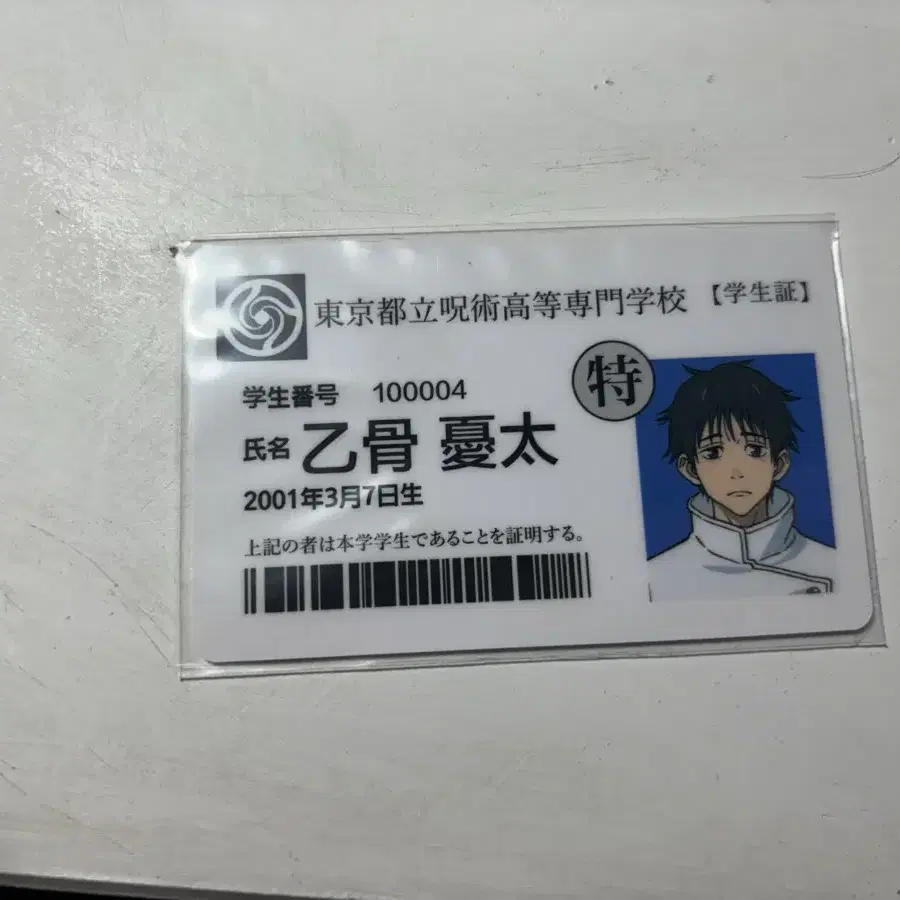 東京都立呪術高等専門学校 【学生証】
特
学生番号 100004
氏名 乙骨 憂太
2001年3月7日生
上記の者は本学学生であることを証明する。